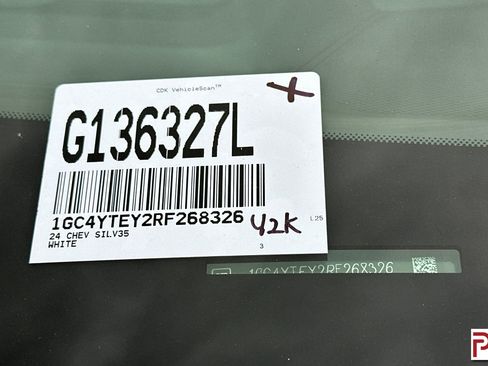 CDK VehicleScan™
X
G136327L
1GC4YTEY2RF268326
42K
L25
24 CHEV SILV35
WHITE
3
1GC4YTEY2RF268326
P